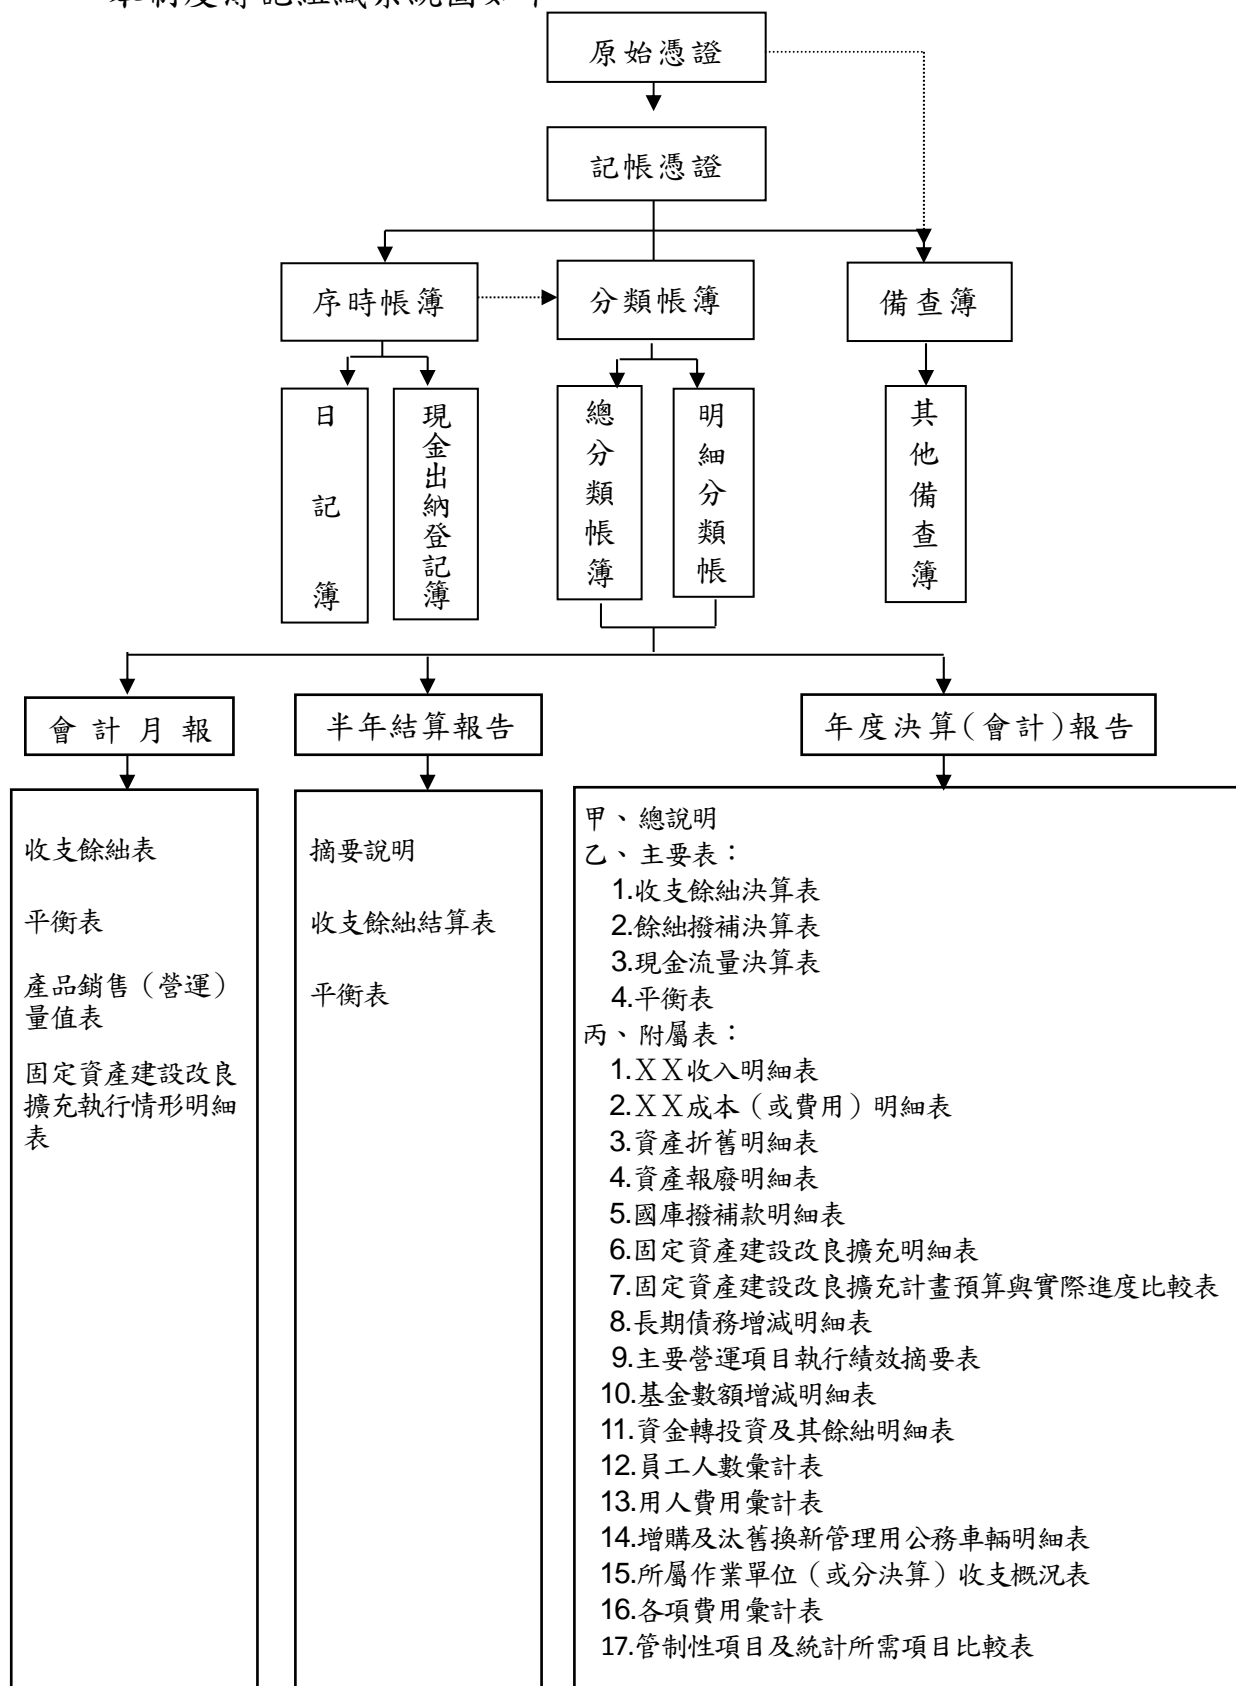 本制度簿記組織系統圖如下
原始憑證
記帳憑證
序時帳簿
分類帳簿
備查簿
日記簿
現金出納登記簿
總分類帳簿
明細分類帳
其他備查簿
會計月報
半年結算報告
年度決算(會計)報告
收支餘絀表
平衡表
產品銷售（營運）
量值表
固定資產建設改良
擴充執行情形明細
表
摘要說明
收支餘絀結算表
平衡表
甲、總說明
乙、主要表：
1.收支餘絀決算表
2.餘絀撥補決算表
3.現金流量決算表
4.平衡表
丙、附屬表：
1.ＸＸ收入明細表
2.ＸＸ成本（或費用）明細表
3.資產折舊明細表
4.資產報廢明細表
5.國庫撥補款明細表
6.固定資產建設改良擴充明細表
7.固定資產建設改良擴充計畫預算與實際進度比較表
8.長期債務增減明細表
9.主要營運項目執行績效摘要表
10.基金數額增減明細表
11.資金轉投資及其餘絀明細表
12.員工人數彙計表
13.用人費用彙計表
14.增購及汰舊換新管理用公務車輛明細表
15.所屬作業單位（或分決算）收支概況表
16.各項費用彙計表
17.管制性項目及統計所需項目比較表